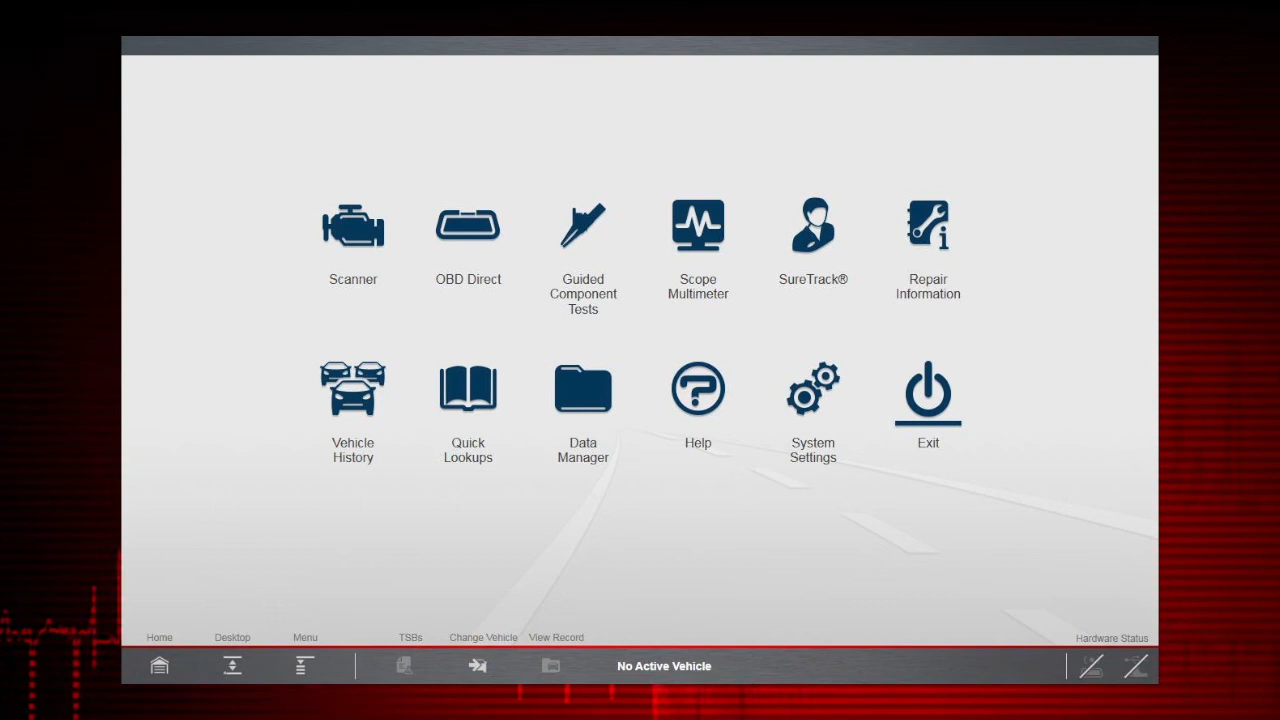 Scanner
OBD Direct
Guided
Component
Tests
Scope
Multimeter
SureTrack®
Repair
Information
Vehicle
History
Quick
Lookups
Data
Manager
Help
System
Settings
Exit
Home
Desktop
Menu
TSBs
Change Vehicle
View Record
Hardware Status
No Active Vehicle